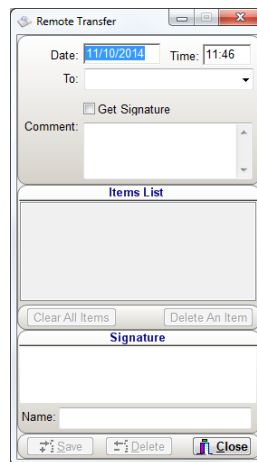 Remote Transfer
Date: 11/10/2014 Time: 11:46
To:
Get Signature
Comment:
Items List
Clear All Items Delete An Item
Signature
Name:
Save Delete Close